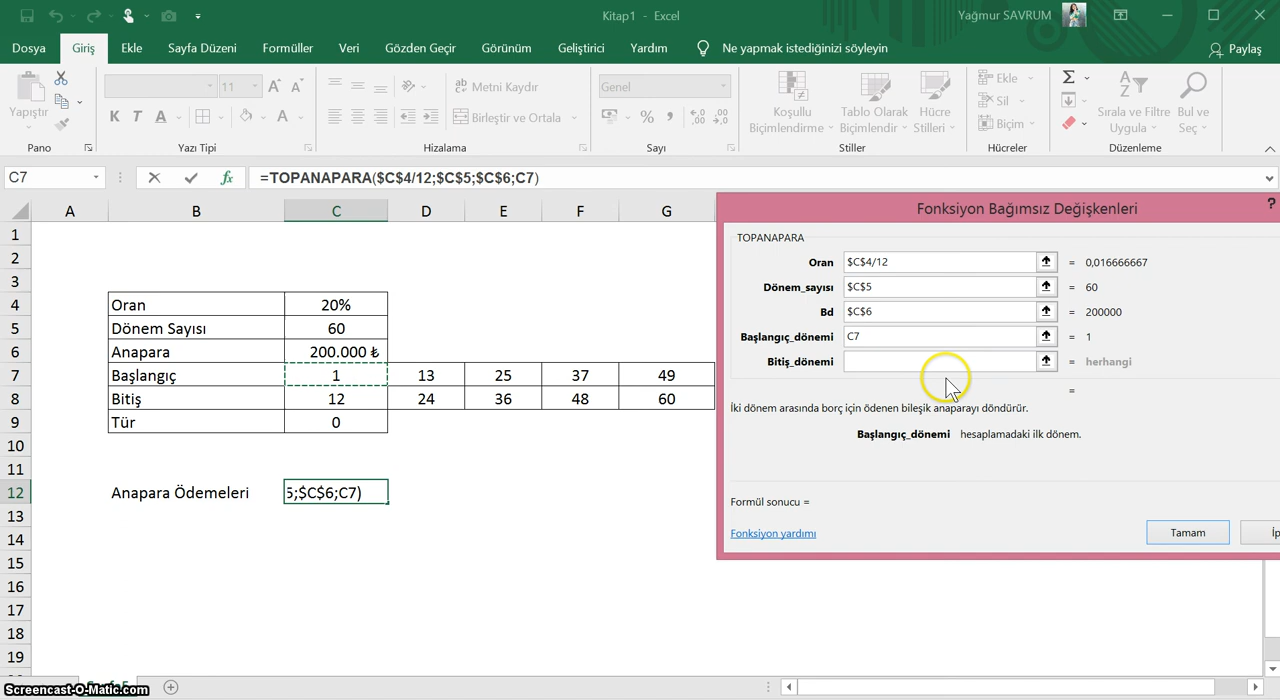 Kitap1 - Excel
Yağmur SAVRUM
Dosya Giriş Ekle Sayfa Düzeni Formüller Veri Gözden Geçir Görünüm Geliştirici Yardım Ne yapmak istediğinizi söyleyin Paylaş
Yapıştır
Pano
11
K T A
Yazı Tipi
Metni Kaydır
Birleştir ve Ortala
Hizalama
Genel
%
Sayı
Koşullu Biçimlendirme
Tablo Olarak Biçimlendir
Hücre Stilleri
Stiller
Ekle
Sil
Biçim
Hücreler
Sırala ve Filtre Uygula
Bul ve Seç
Düzenleme
C7
fx
=TOPANAPARA($C$4/12;$C$5;$C$6;C7)
A B C D E F G
1
2
3
4 Oran 20%
5 Dönem Sayısı 60
6 Anapara 200.000 ₺
7 Başlangıç 1 13 25 37 49
8 Bitiş 12 24 36 48 60
9 Tür 0
10
11
12 Anapara Ödemeleri 5;$C$6;C7)
13
14
15
16
17
18
19
Fonksiyon Bağımsız Değişkenleri ?
TOPANAPARA
Oran $C$4/12 = 0,016666667
Dönem_sayısı $C$5 = 60
Bd $C$6 = 200000
Başlangıç_dönemi C7 = 1
Bitiş_dönemi = herhangi
=
İki dönem arasında borç için ödenen bileşik anaparayı döndürür.
Başlangıç_dönemi hesaplamadaki ilk dönem.
Formül sonucu =
Fonksiyon yardımı
Tamam
İp
Screencast-O-Matic.com